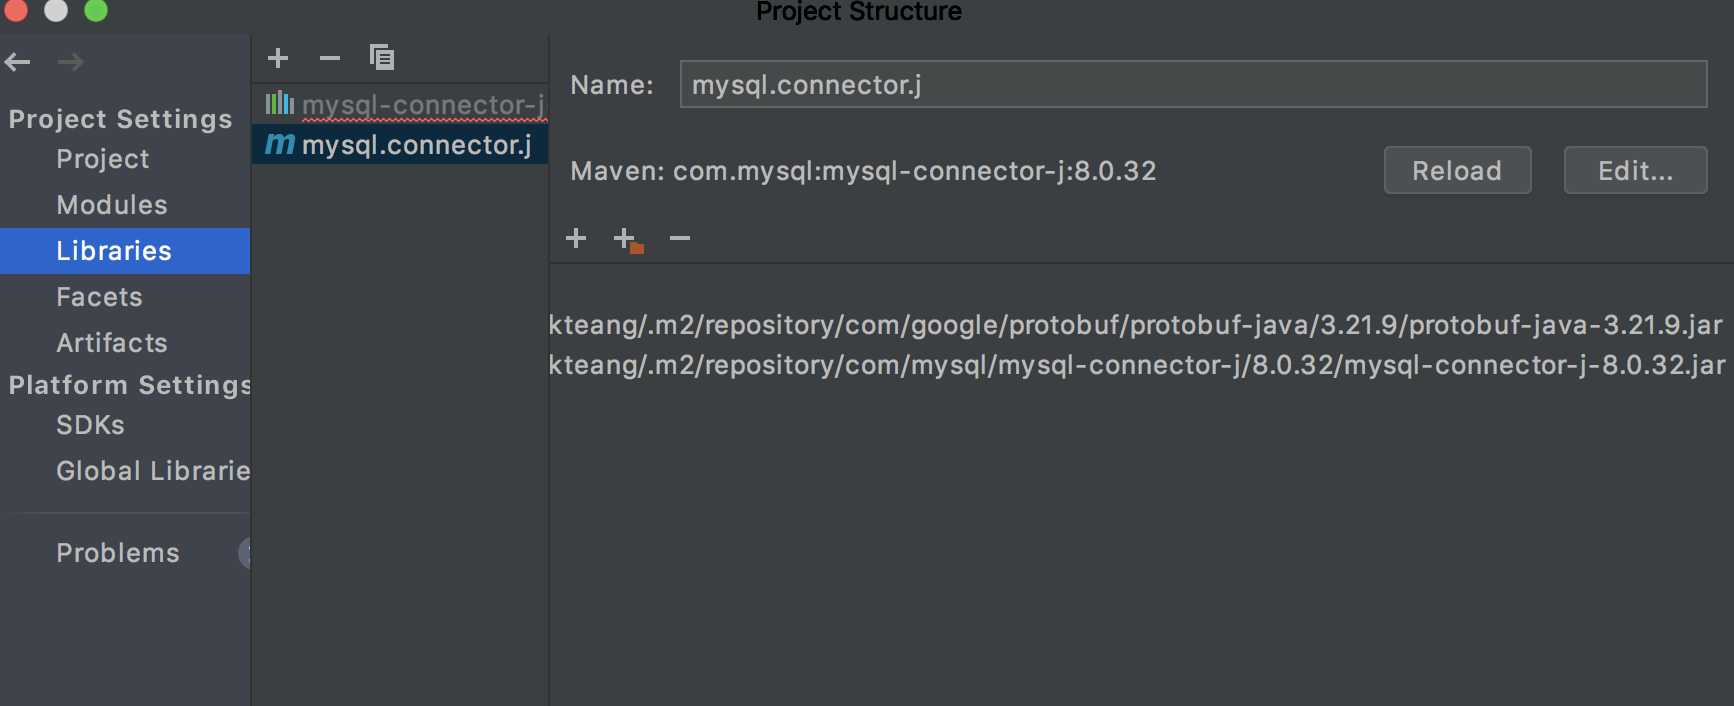 Project Structure
Project Settings
Project
Modules
Libraries
Facets
Artifacts
Platform Settings
SDKs
Global Librarie
Problems
mysql-connector-j
mysql.connector.j
Name: mysql.connector.j
Maven: com.mysql:mysql-connector-j:8.0.32
Reload
Edit...
kteang/.m2/repository/com/google/protobuf/protobuf-java/3.21.9/protobuf-java-3.21.9.jar
kteang/.m2/repository/com/mysql/mysql-connector-j/8.0.32/mysql-connector-j-8.0.32.jar